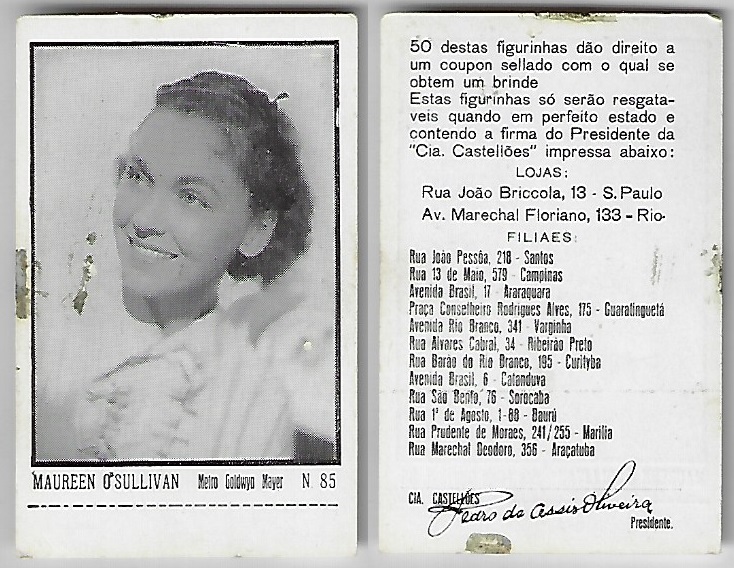 MAUREEN O'SULLIVAN Metro Goldwyn Mayer N 85
50 destas figurinhas dão direito a
um coupon sellado com o qual se
obtem um brinde
Estas figurinhas só serão resgata-
veis quando em perfeito estado e
contendo a firma do Presidente da
"Cia. Castellões" impressa abaixo:
LOJAS:
Rua João Briccola, 13 - S. Paulo
Av. Marechal Floriano, 133 - Rio-
FILIAES:
Rua João Pessôa, 218 - Santos
Rua 13 de Maio, 579 - Campinas
Avenida Brasil, 17 - Araraquara
Praça Conselheiro Rodrigues Alves, 175 - Guaratinguetá
Avenida Rio Branco, 341 - Varginha
Rua Alvares Cabral, 34 - Ribeirão Preto
Rua Barão do Rio Branco, 195 - Curityba
Avenida Brasil, 6 - Catanduva
Rua São Bento, 76 - Sorocaba
Rua 1º de Agosto, 1-88 - Baurú
Rua Prudente de Moraes, 241/255 - Marilia
Rua Marechal Deodoro, 356 - Araçatuba
CIA. CASTELLÕES
Pedro de Assis Oliveira
Presidente.